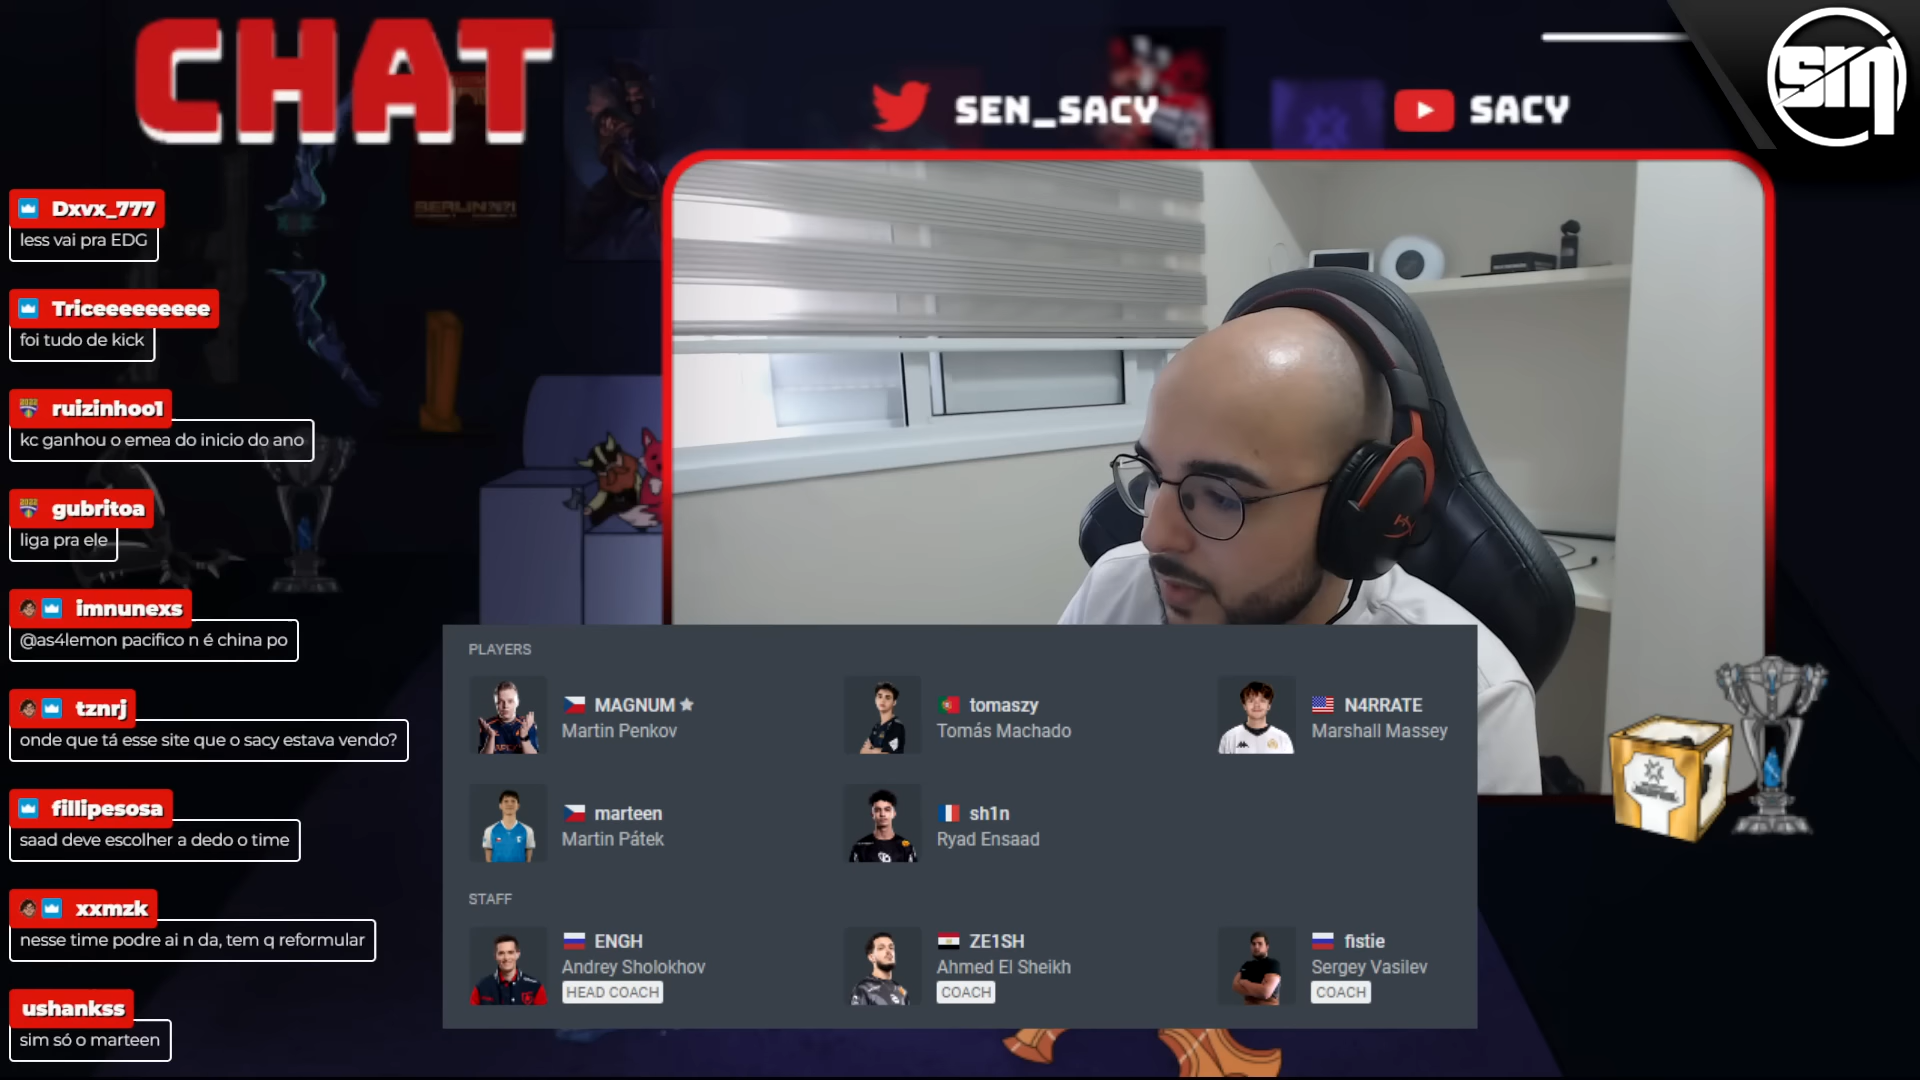 CHAT
SEN_SACY
SACY
SM
BERLIN
Dxvx_777
less vai pra EDG
Triceeeeeeeee
foi tudo de kick
ruizinhoo1
kc ganhou o emea do inicio do ano
gubritoa
liga pra ele
imnunexs
@as4lemon pacifico n é china po
tznrj
onde que tá esse site que o sacy estava vendo?
fillipesosa
saad deve escolher a dedo o time
xxmzk
nesse time podre ai n da, tem q reformular
ushankss
sim só o marteen
PLAYERS
MAGNUM
Martin Penkov
tomaszy
Tomás Machado
N4RRATE
Marshall Massey
marteen
Martin Pátek
sh1n
Ryad Ensaad
STAFF
ENGH
Andrey Sholokhov
HEAD COACH
ZE1SH
Ahmed El Sheikh
COACH
fistie
Sergey Vasilev
COACH